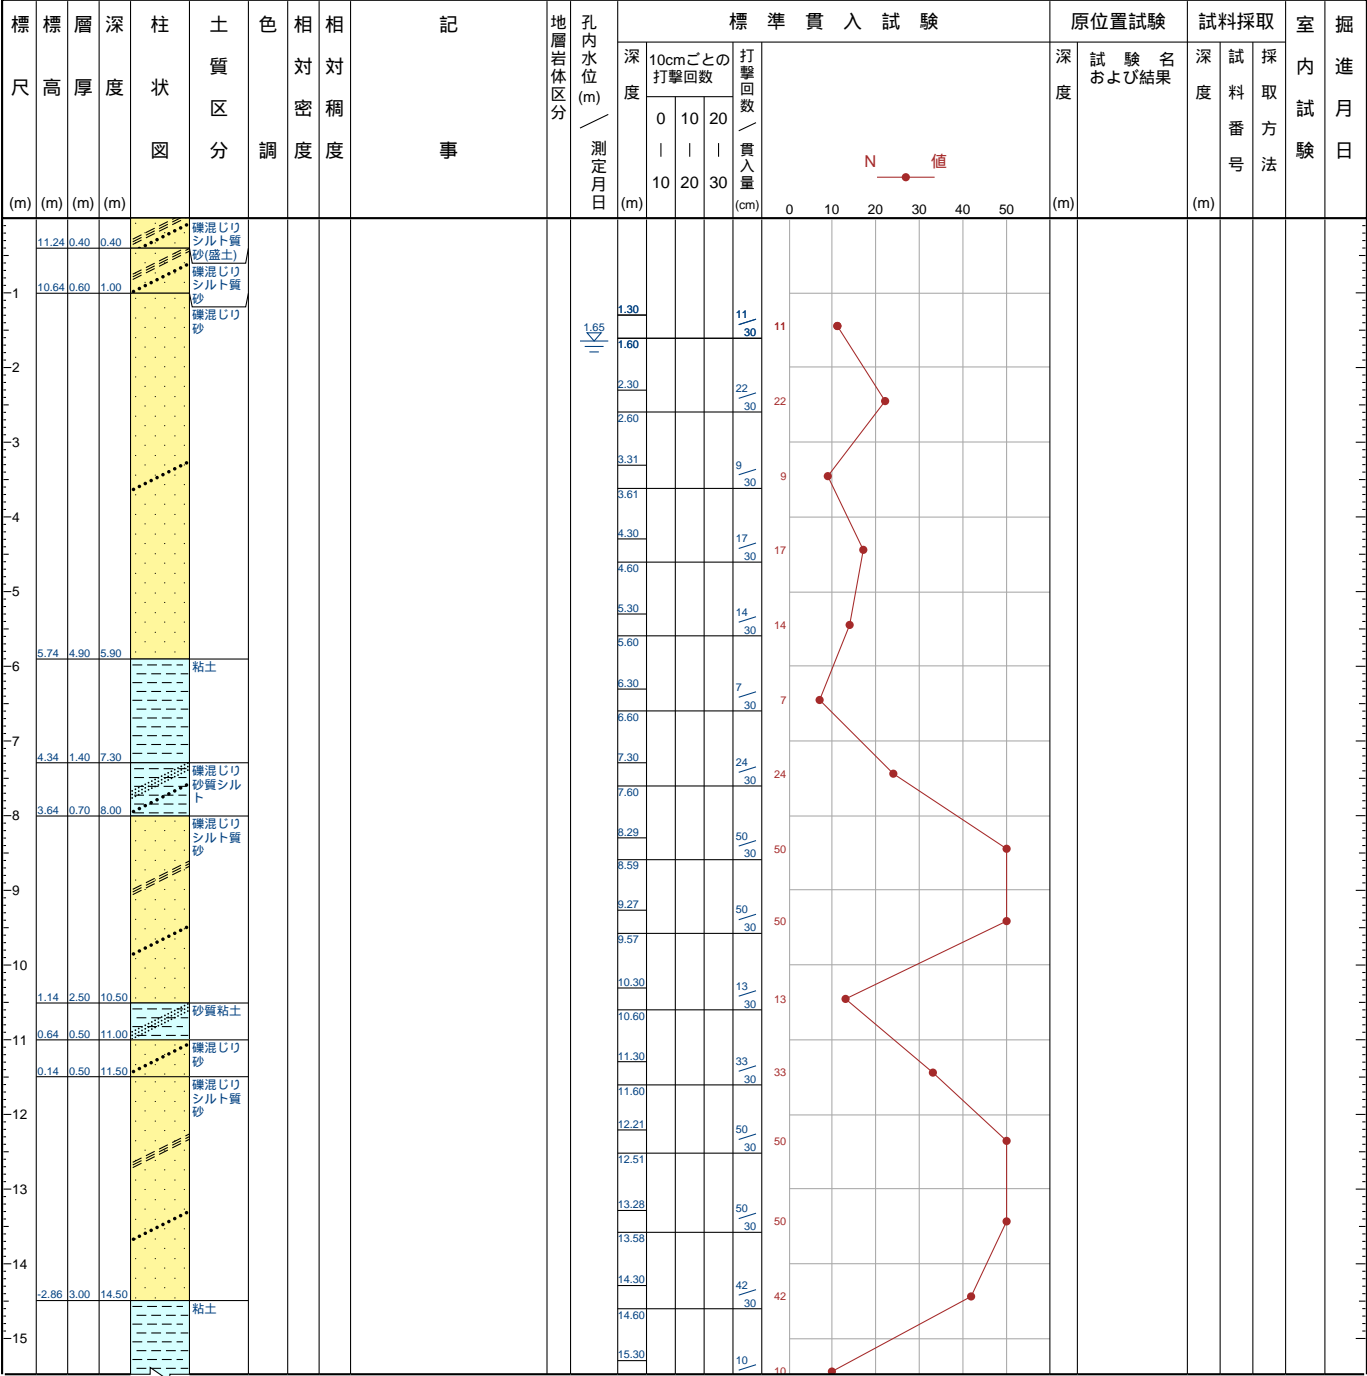 標尺(m)
標高(m)
層厚(m)
深度(m)
柱状図
土質区分
色調
相対密度
相対稠度
記事
地層岩体区分
孔内水位(m)／測定月日
標準貫入試験
深度(m)
10cmごとの
打撃回数
0 10 20
| | |
10 20 30
打撃回数／貫入量(cm)
N 値
0 10 20 30 40 50
原位置試験
深度(m)
試験名
および結果
試料採取
深度(m)
試料番号
採取方法
室内試験
掘進月日
11.24 0.40 0.40
礫混じり
シルト質
砂(盛土)
10.64 0.60 1.00
礫混じり
シルト質
砂
1
礫混じり
砂
1.65
1.30
1.60
11
30
11
2
2.30
2.60
22
30
22
3
3.31
3.61
9
30
9
4
4.30
4.60
17
30
17
5
5.30
5.60
14
30
14
5.74 4.90 5.90
6
粘土
6.30
6.60
7
30
7
7
4.34 1.40 7.30
7.30
7.60
24
30
24
礫混じり
砂質シル
ト
3.64 0.70 8.00
8
礫混じり
シルト質
砂
8.29
8.59
50
30
50
9
9.27
9.57
50
30
50
10
1.14 2.50 10.50
10.30
10.60
13
30
13
砂質粘土
0.64 0.50 11.00
11
礫混じり
砂
0.14 0.50 11.50
11.30
11.60
33
30
33
礫混じり
シルト質
砂
12
12.21
12.51
50
30
50
13
13.28
13.58
50
30
50
14
-2.86 3.00 14.50
14.30
14.60
42
30
42
粘土
15
15.30
10
10